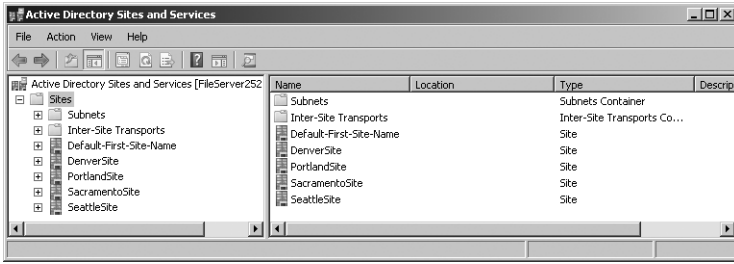 Active Directory Sites and Services
File Action View Help
Active Directory Sites and Services [FileServer252
Sites
Subnets
Inter-Site Transports
Default-First-Site-Name
DenverSite
PortlandSite
SacramentoSite
SeattleSite
Name Location Type Descrip
Subnets Subnets Container
Inter-Site Transports Inter-Site Transports Co...
Default-First-Site-Name Site
DenverSite Site
PortlandSite Site
SacramentoSite Site
SeattleSite Site